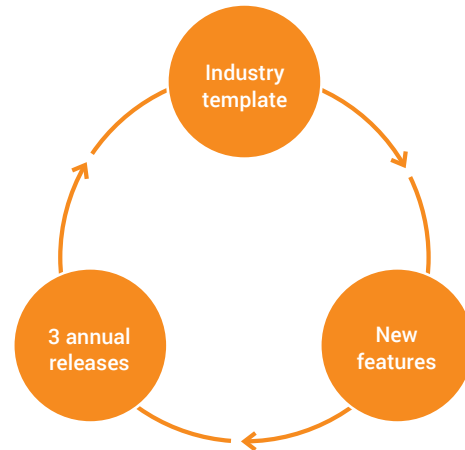 Industry
template
3 annual
releases
New
features